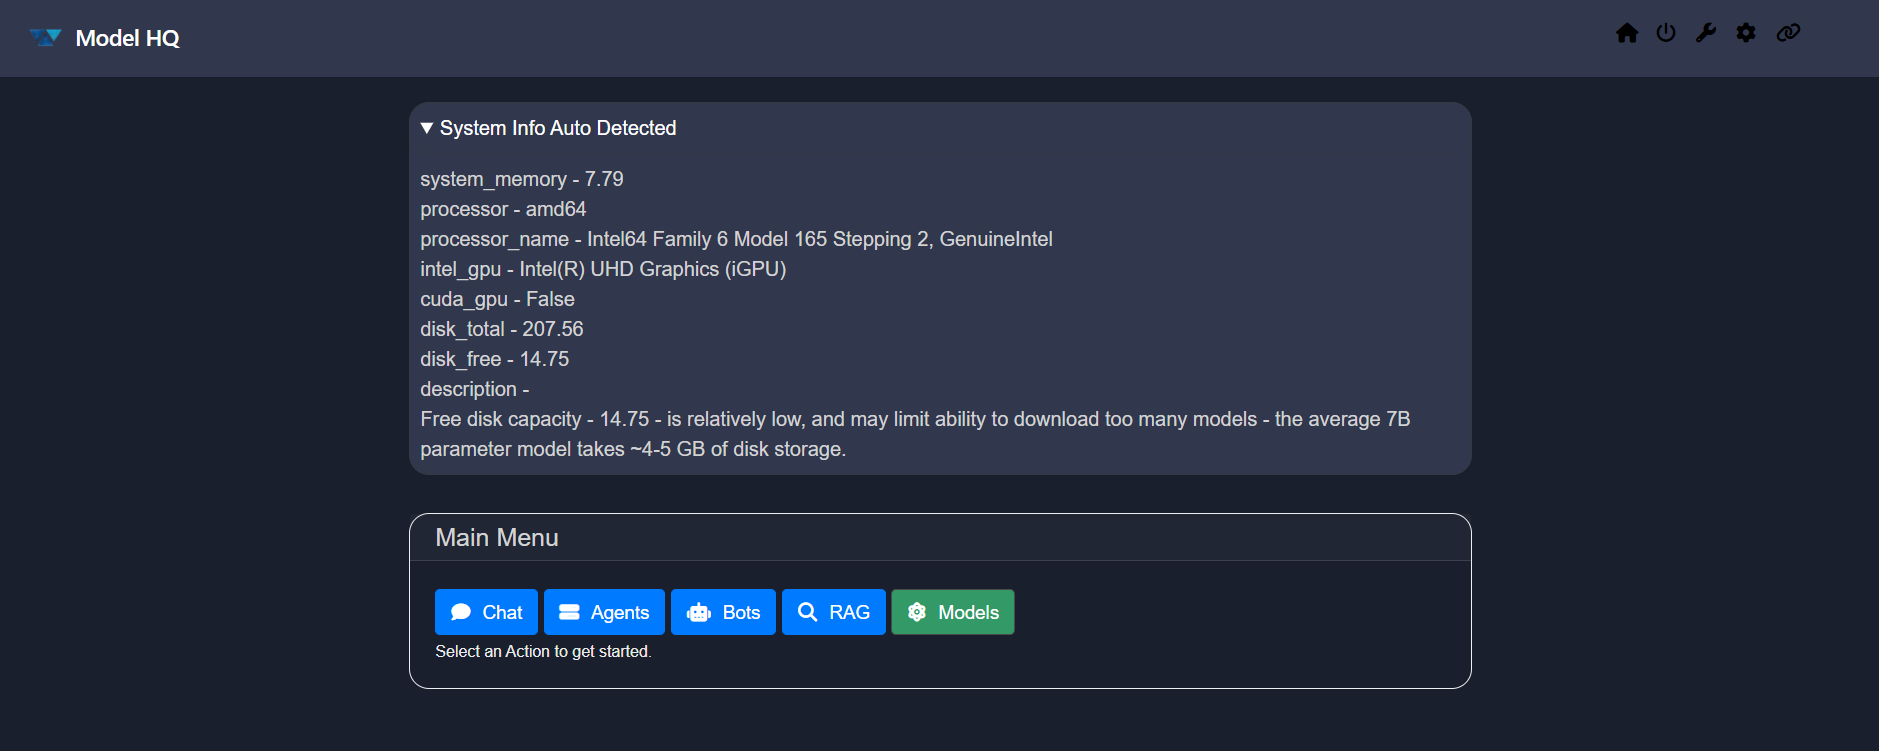 Model HQ
System Info Auto Detected
system_memory - 7.79
processor - amd64
processor_name - Intel64 Family 6 Model 165 Stepping 2, GenuineIntel
intel_gpu - Intel(R) UHD Graphics (iGPU)
cuda_gpu - False
disk_total - 207.56
disk_free - 14.75
description -
Free disk capacity - 14.75 - is relatively low, and may limit ability to download too many models - the average 7B
parameter model takes ~4-5 GB of disk storage.
Main Menu
Chat Agents Bots RAG Models
Select an Action to get started.